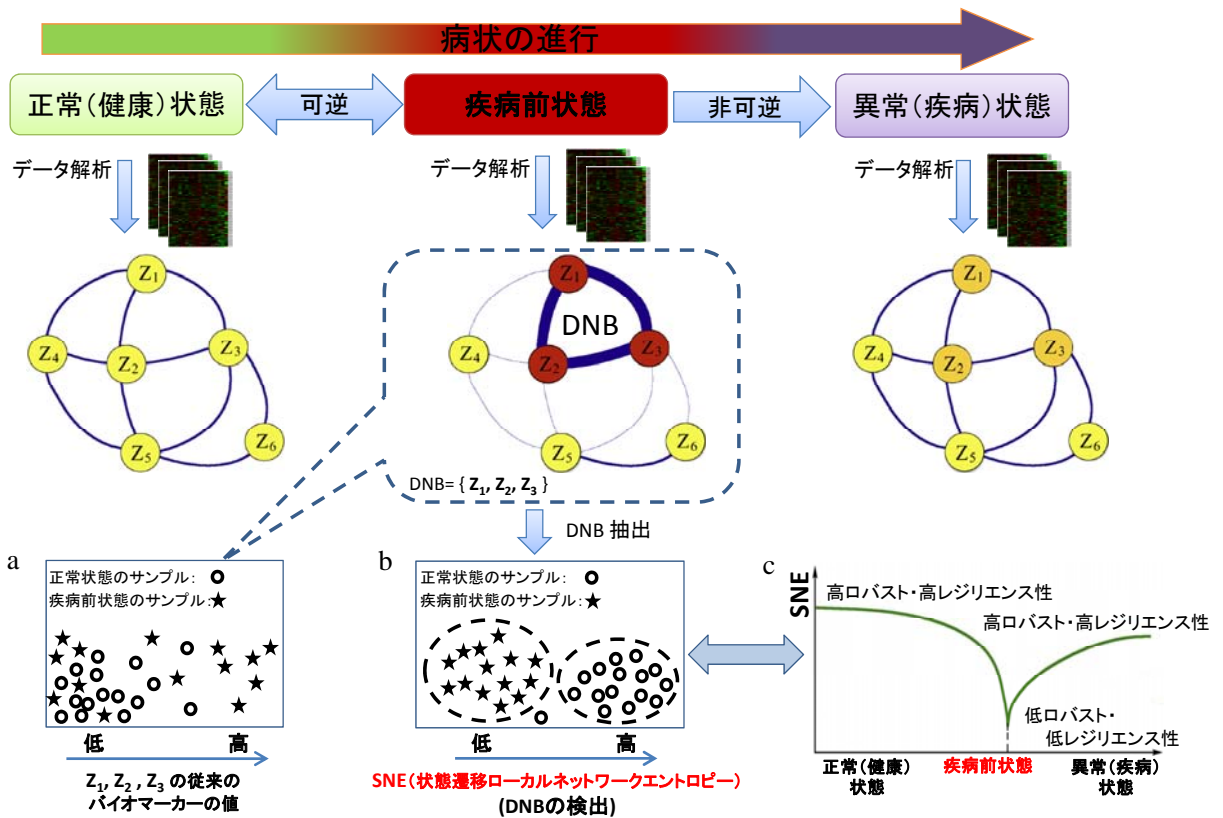 病状の進行
正常(健康)状態
可逆
疾病前状態
非可逆
異常(疾病)状態
データ解析
データ解析
データ解析
Z1
Z4
Z2
Z3
Z5
Z6
Z1
DNB
Z4
Z2
Z3
Z5
Z6
DNB= { Z1, Z2, Z3 }
Z1
Z4
Z2
Z3
Z5
Z6
DNB 抽出
a
正常状態のサンプル:
疾病前状態のサンプル:
低
高
Z1, Z2 , Z3 の従来の
バイオマーカーの値
b
正常状態のサンプル:
疾病前状態のサンプル:
低
高
SNE(状態遷移ローカルネットワークエントロピー)
(DNBの検出)
c
SNE
高ロバスト・高レジリエンス性
高ロバスト・高レジリエンス性
低ロバスト・
低レジリエンス性
正常(健康)
状態
疾病前状態
異常(疾病)
状態